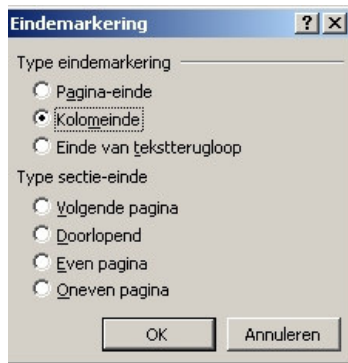 Eindemarkering
Type eindemarkering
Pagina-einde
Kolomeinde
Einde van tekstterugloop
Type sectie-einde
Volgende pagina
Doorlopend
Even pagina
Oneven pagina
OK Annuleren